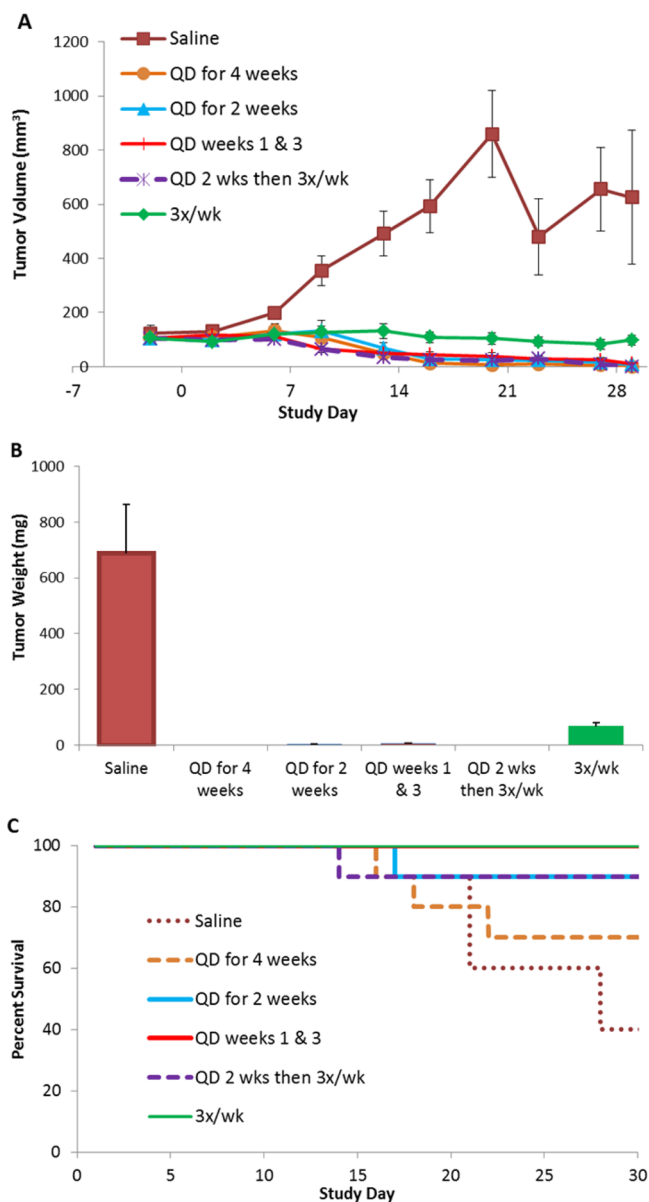 A
1200
1000
800
600
400
200
0
Tumor Volume (mm³)
Saline
QD for 4 weeks
QD for 2 weeks
QD weeks 1 & 3
QD 2 wks then 3x/wk
3x/wk
-7 0 7 14 21 28
Study Day
B
1000
800
600
400
200
0
Tumor Weight (mg)
Saline QD for 4 QD for 2 QD weeks 1 QD 2 wks 3x/wk
weeks weeks & 3 then 3x/wk
C
100
80
60
40
20
0
Percent Survival
Saline
QD for 4 weeks
QD for 2 weeks
QD weeks 1 & 3
QD 2 wks then 3x/wk
3x/wk
0 5 10 15 20 25 30
Study Day